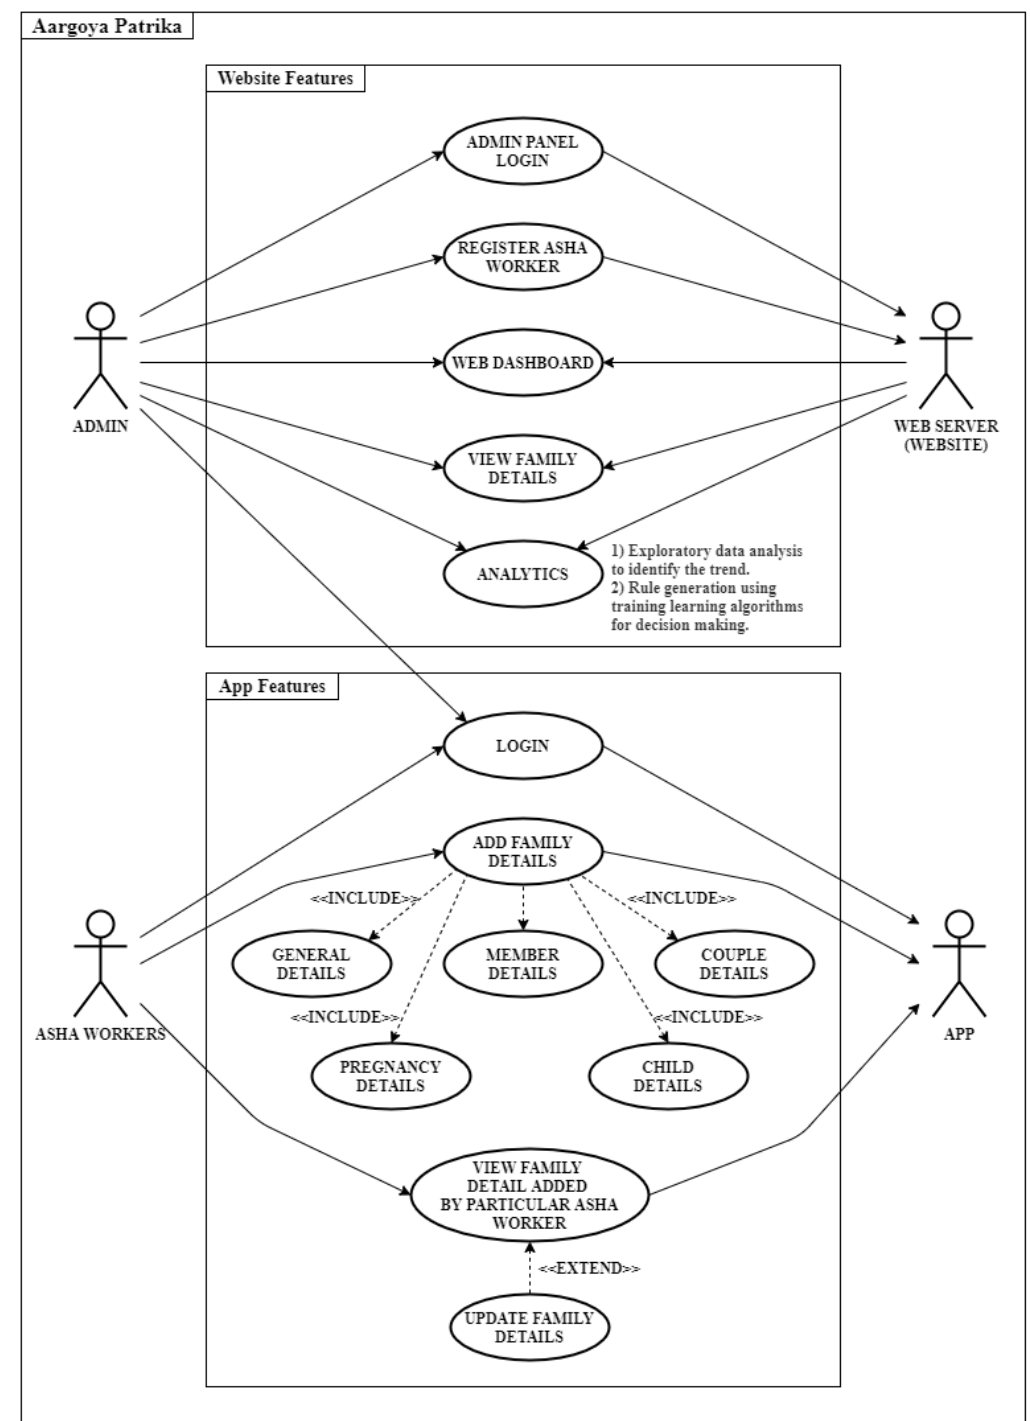 Aargoya Patrika
Website Features
ADMIN PANEL
LOGIN
REGISTER ASHA
WORKER
WEB DASHBOARD
ADMIN
WEB SERVER
(WEBSITE)
VIEW FAMILY
DETAILS
ANALYTICS
1) Exploratory data analysis
to identify the trend.
2) Rule generation using
training learning algorithms
for decision making.
App Features
LOGIN
ADD FAMILY
DETAILS
<<INCLUDE>>
<<INCLUDE>>
GENERAL
DETAILS
MEMBER
DETAILS
COUPLE
DETAILS
<<INCLUDE>>
<<INCLUDE>>
ASHA WORKERS
APP
PREGNANCY
DETAILS
CHILD
DETAILS
VIEW FAMILY
DETAIL ADDED
BY PARTICULAR ASHA
WORKER
<<EXTEND>>
UPDATE FAMILY
DETAILS